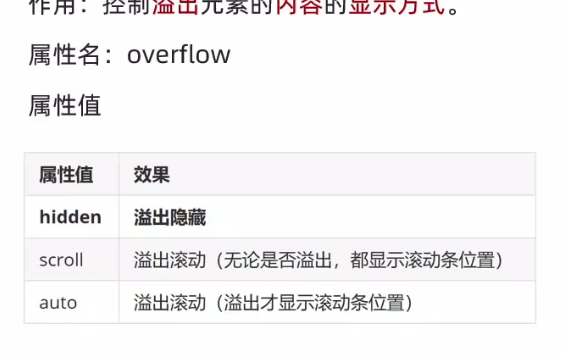 作用：控制溢出元素的内容的显示方式。
属性名：overflow
属性值
属性值 效果
hidden 溢出隐藏
scroll 溢出滚动（无论是否溢出，都显示滚动条位置）
auto 溢出滚动（溢出才显示滚动条位置）